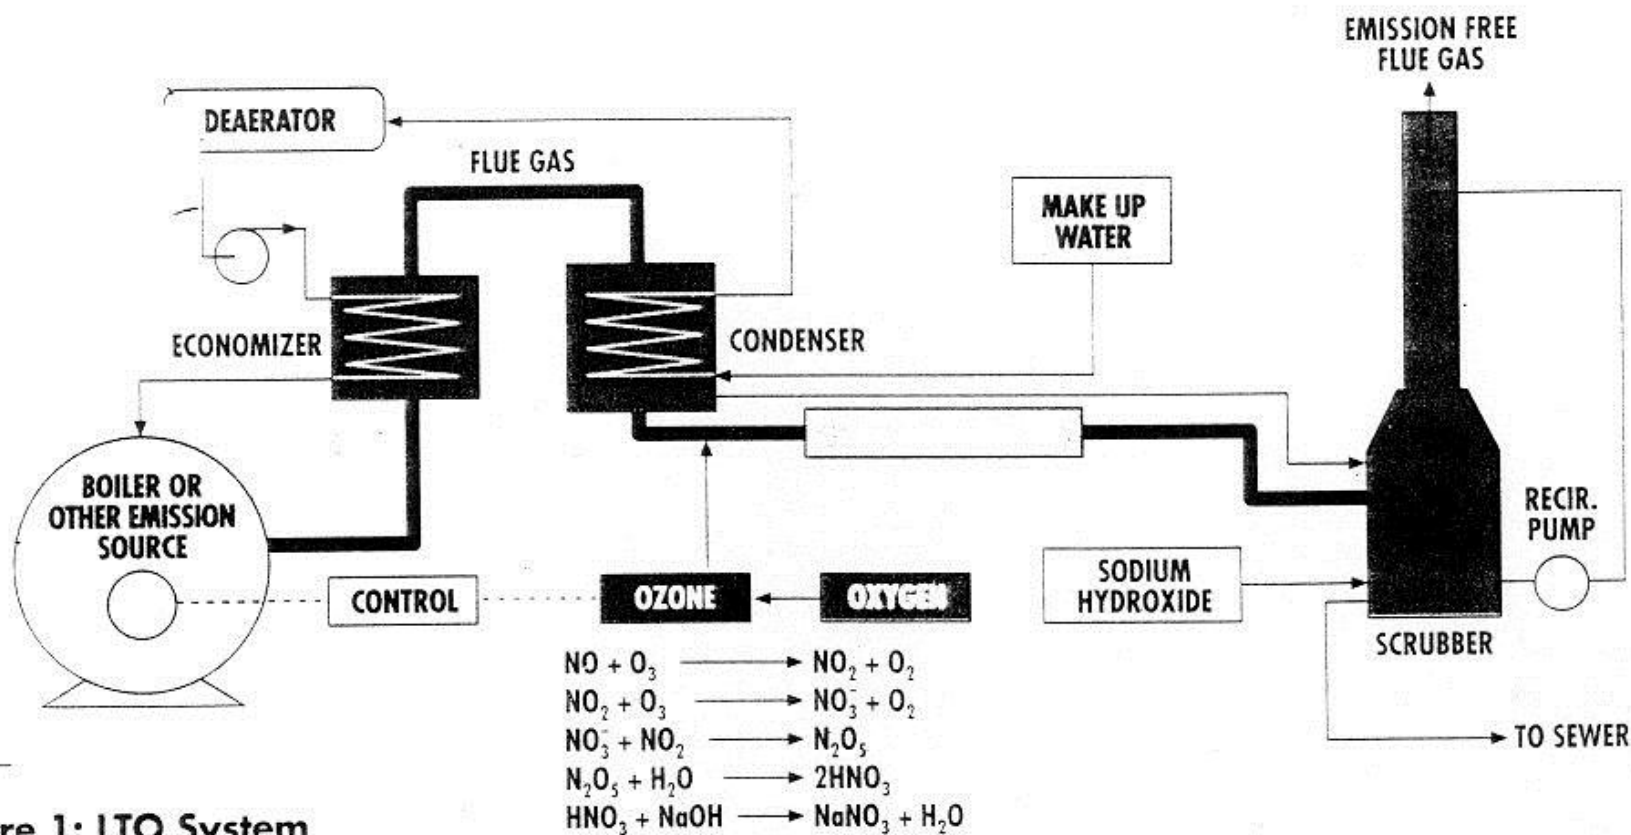 EMISSION FREE
FLUE GAS
DEAERATOR
FLUE GAS
MAKE UP
WATER
ECONOMIZER
CONDENSER
BOILER OR
OTHER EMISSION
SOURCE
RECIR.
PUMP
CONTROL
OZONE
OXYGEN
SODIUM
HYDROXIDE
SCRUBBER
NO + O₃ ⟶ NO₂ + O₂
NO₂ + O₃ ⟶ NO₃⁻ + O₂
NO₃⁻ + NO₂ ⟶ N₂O₅
N₂O₅ + H₂O ⟶ 2HNO₃
HNO₃ + NaOH ⟶ NaNO₃ + H₂O
TO SEWER
re 1: LTO System